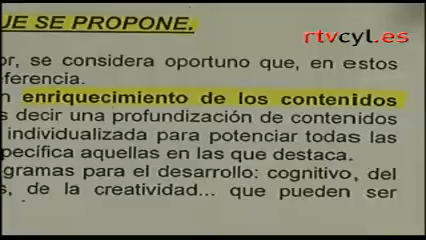 UE SE PROPONE.
rtvcyl.es
or, se considera oportuno que, en estos
ferencia.
n enriquecimiento de los contenidos
s decir una profundización de contenidos
individualizada para potenciar todas las
specífica aquellas en las que destaca.
gramas para el desarrollo: cognitivo, del
s, de la creatividad... que pueden ser